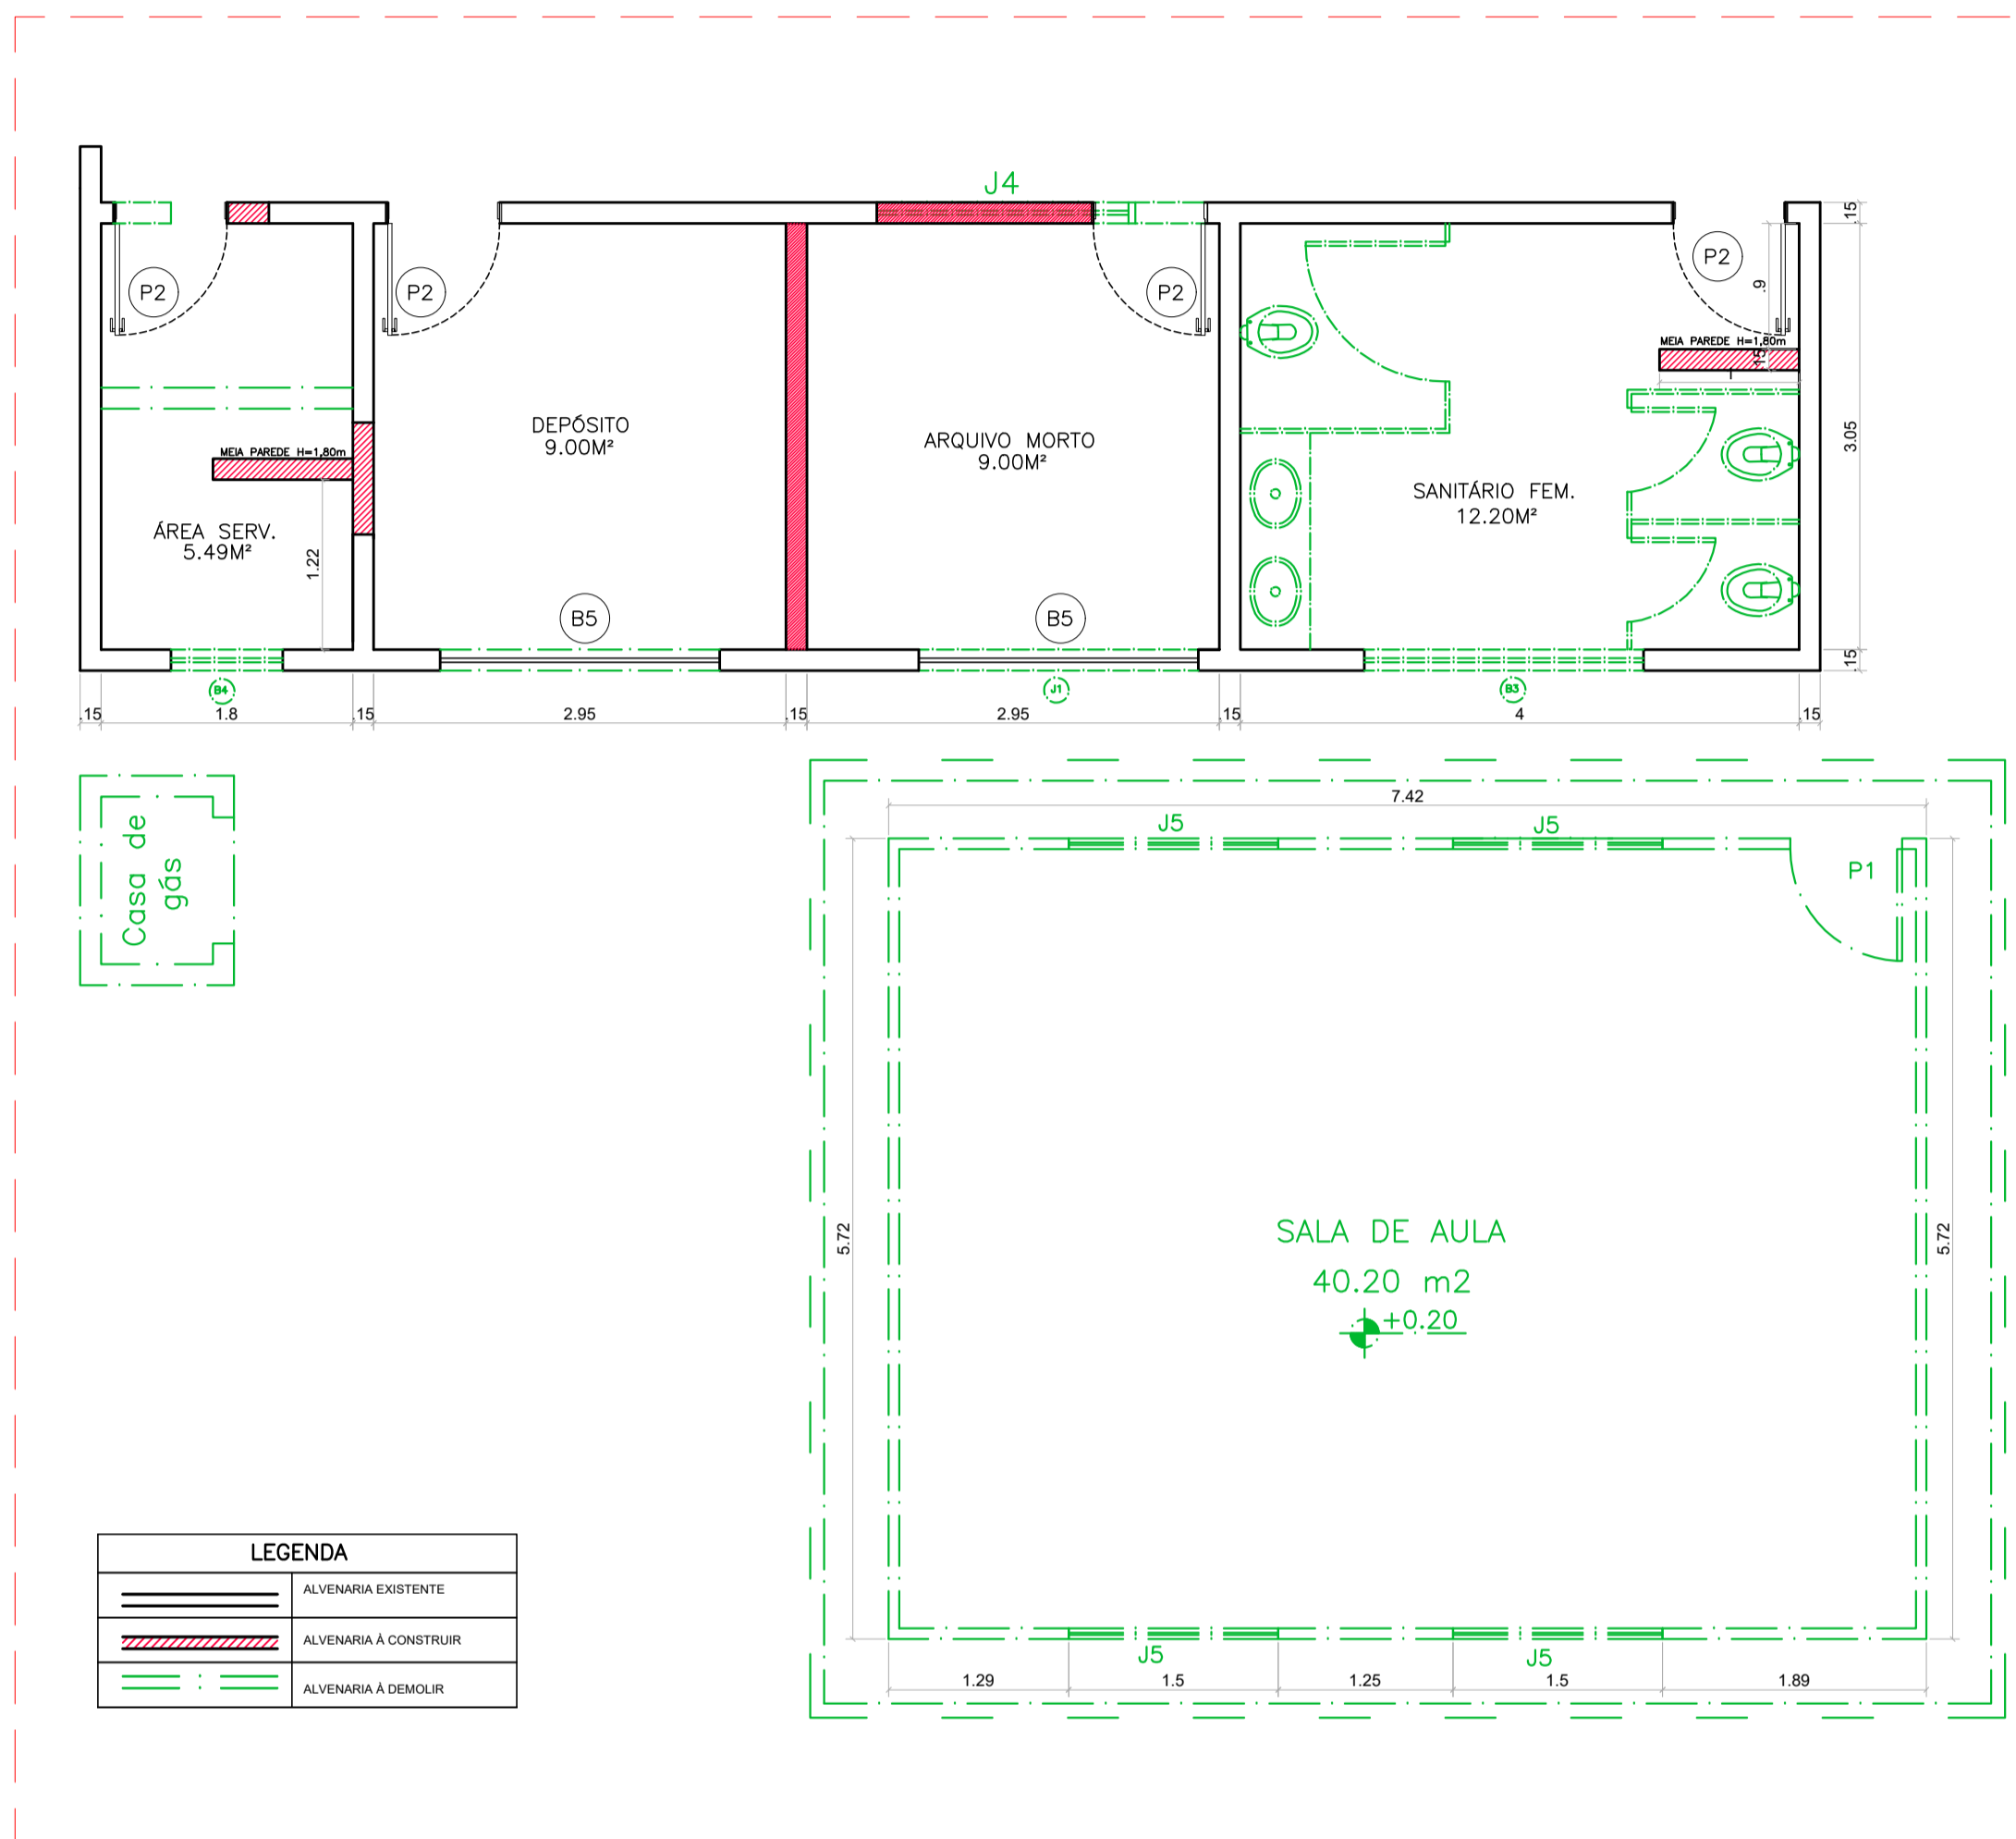 J4
.15
P2
P2
P2
P2
.9
MEIA PAREDE H=1,80m
.15
1
3.05
DEPÓSITO
9.00M²
ARQUIVO MORTO
9.00M²
MEIA PAREDE H=1,80m
SANITÁRIO FEM.
12.20M²
ÁREA SERV.
5.49M²
1.22
B5
B5
.15
B4
J1
B3
.15
1.8
.15
2.95
.15
2.95
.15
4
.15
Casa de
gás
7.42
J5
J5
P1
5.72
5.72
SALA DE AULA
40.20 m2
+0.20
J5
J5
1.29
1.5
1.25
1.5
1.89
LEGENDA
ALVENARIA EXISTENTE
ALVENARIA À CONSTRUIR
ALVENARIA À DEMOLIR